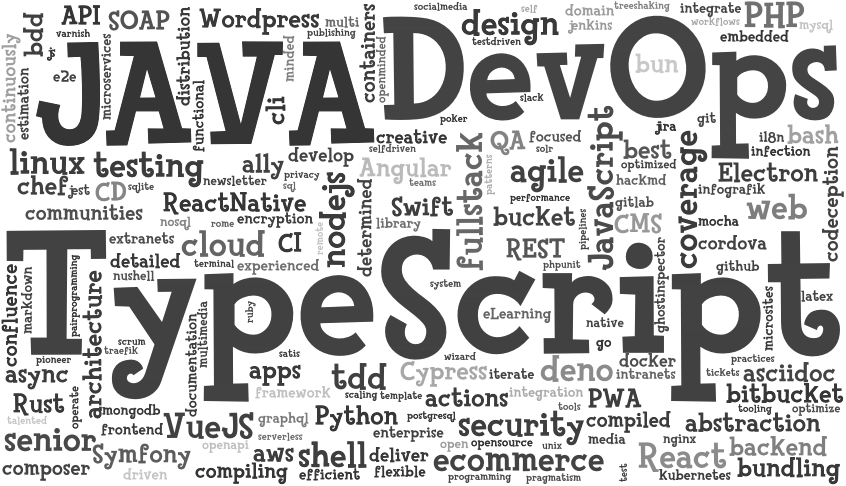 API
SOAP
Wordpress
multi
publishing
socialmedia
design
testdriven
self
domain
jenkins
treeshaking
integrate
workflows
PHP
mysql
embedded
continuously
bdd
varnish
git
e2e
estimation
microservices
distribution
functional
minded
cli
containers
openminded
JAVA
DevOps
bun
slack
poker
creative
selfdriven
QA
focused
solr
jira
git
best
optimized
il8n
bash
infection
linux
testing
ally
develop
privacy
Angular
teams
fullstack
patterns
agile
JavaScript
hackmd
coverage
Electron
infografik
codeception
chef
jest
CD
sqlite
newsletter
sql
ReactNative
nodejs
determined
Swift
library
performance
bucket
pipelines
gitlab
CMS
mocha
web
communities
nosql
rome
encryption
remote
extranets
cloud
CI
REST
phpunit
cordova
github
detailed
terminal
experienced
nushell
TypeScript
confluence
markdown
pairprogramming
architecture
ruby
system
eLearning
native
go
ghostinspector
microsites
latex
pioneer
scrum
traefik
documentation
multimedia
satis
wizard
docker
intranets
practices
tickets
async
apps
tdd
Cypress
iterate
deno
asciidoc
Rust
operate
mongodb
framework
scaling
template
actions
integration
tools
PWA
bitbucket
tooling
optimize
talented
frontend
VueJS
graphql
serverless
Python
postgresql
enterprise
security
compiled
abstraction
senior
Symfony
openapi
aws
shell
deliver
open
opensource
unix
media
nginx
React
backend
composer
driven
compiling
efficient
flexible
ecommerce
programming
pragmatism
test
Kubernetes
bundling